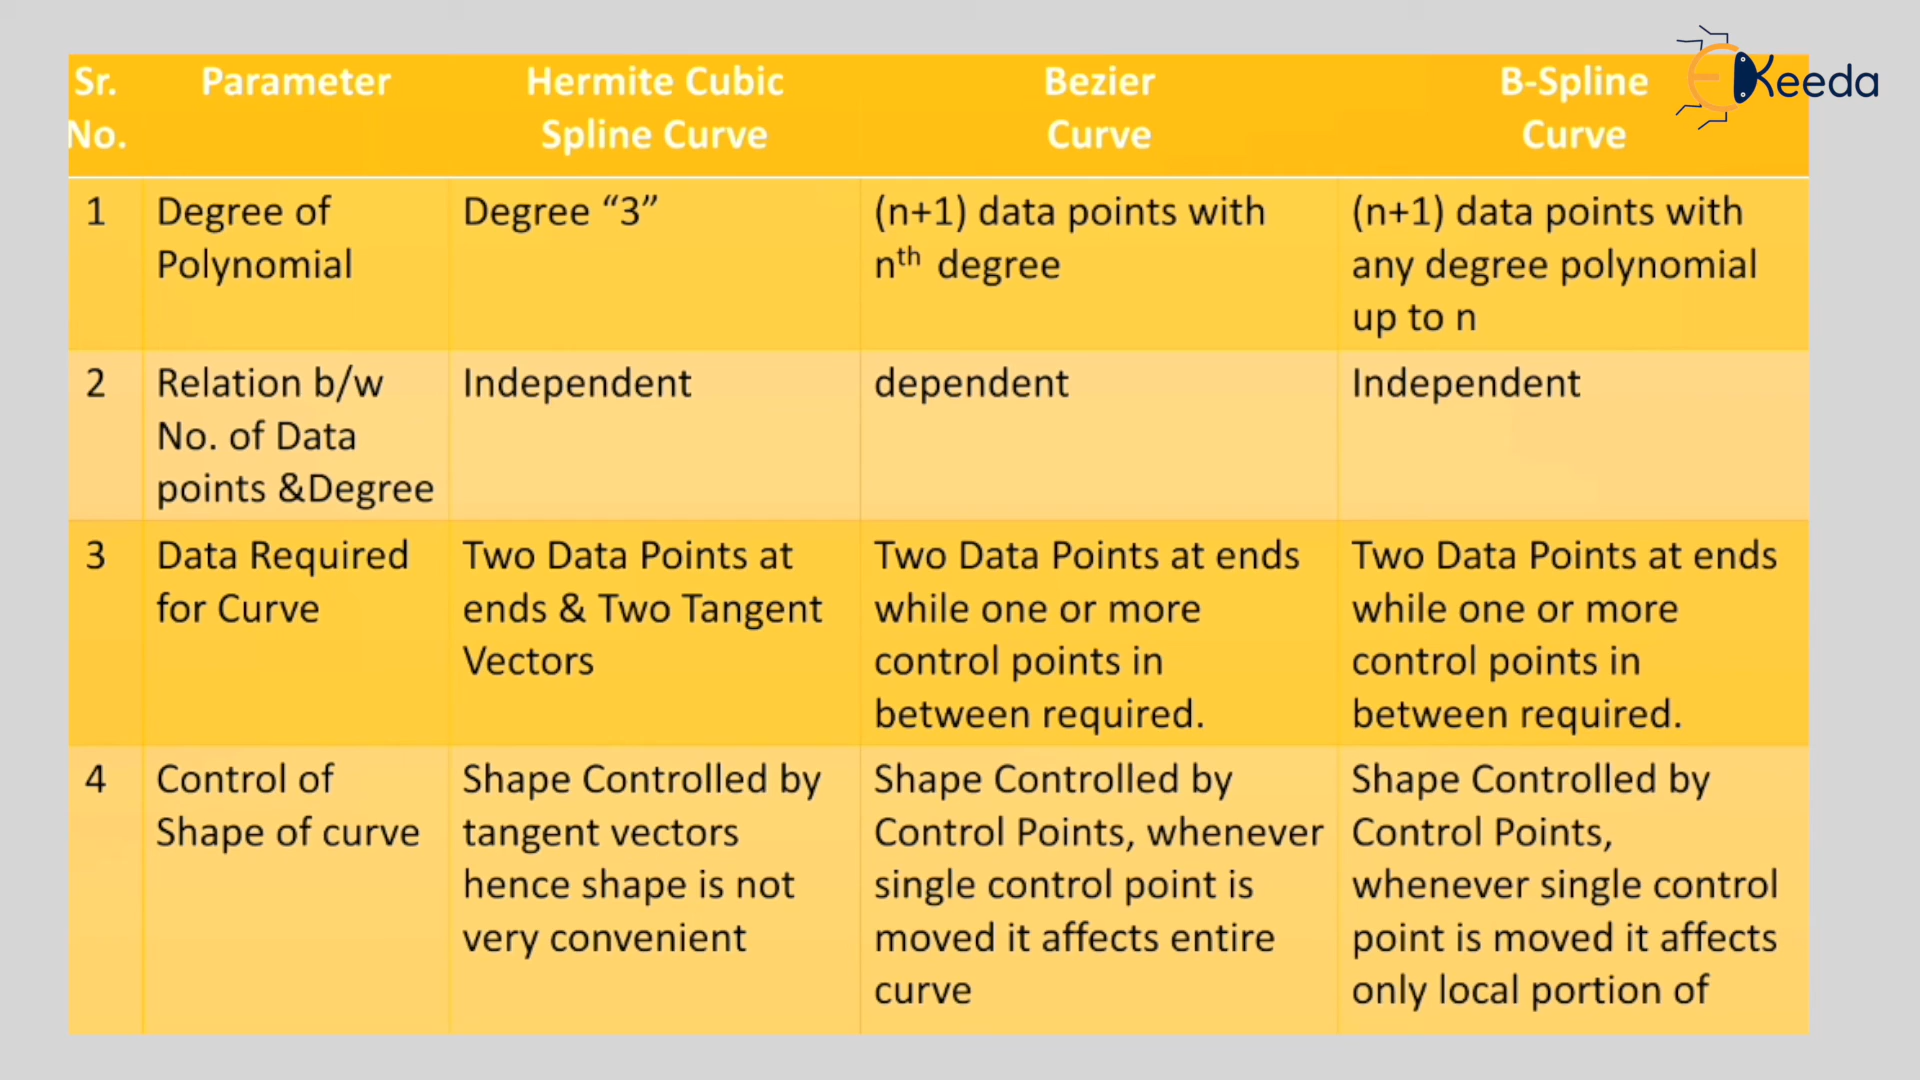 Sr. No.
Parameter
Hermite Cubic
Spline Curve
Bezier
Curve
B-Spline
Curve
EKeeda
1
Degree of
Polynomial
Degree “3”
(n+1) data points with
nth degree
(n+1) data points with
any degree polynomial
up to n
2
Relation b/w
No. of Data
points &Degree
Independent
dependent
Independent
3
Data Required
for Curve
Two Data Points at
ends & Two Tangent
Vectors
Two Data Points at ends
while one or more
control points in
between required.
Two Data Points at ends
while one or more
control points in
between required.
4
Control of
Shape of curve
Shape Controlled by
tangent vectors
hence shape is not
very convenient
Shape Controlled by
Control Points, whenever
single control point is
moved it affects entire
curve
Shape Controlled by
Control Points,
whenever single control
point is moved it affects
only local portion of